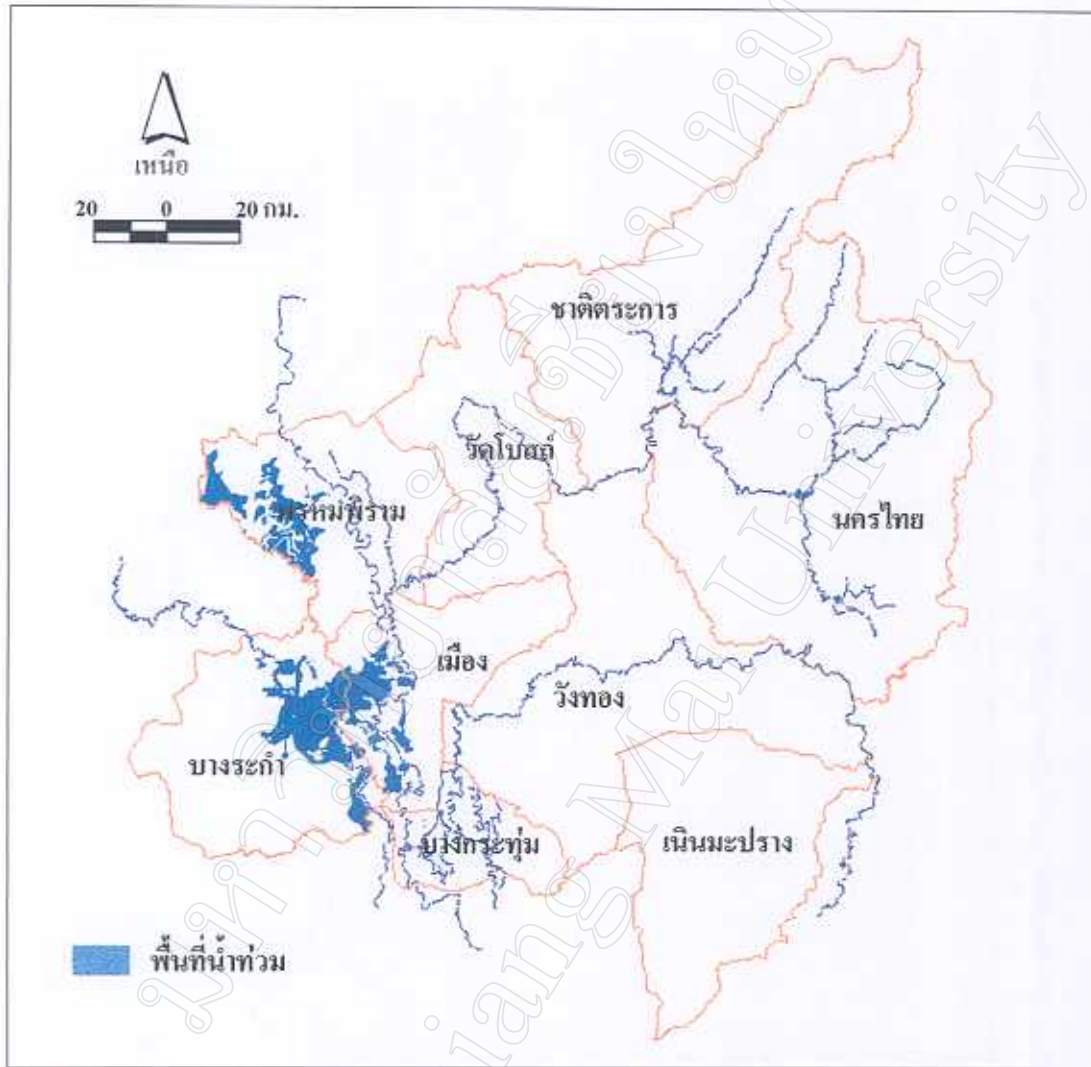 เหนือ
20 0 20 กม.
ชาติตระการ
วัดโบสถ์
พรหมพิราม
นครไทย
เมือง
วังทอง
บางระกำ
บางกระทุ่ม
เนินมะปราง
พื้นที่น้ำท่วม
Chiang Mai University